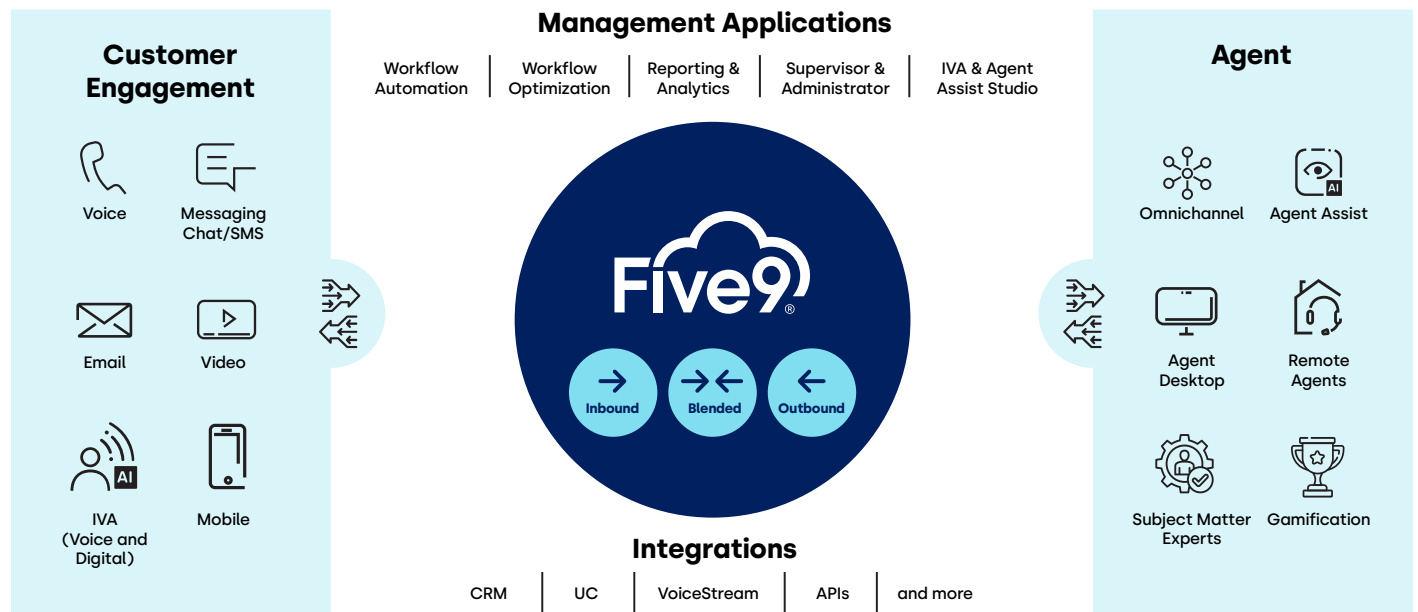 Customer
Engagement
Voice
Messaging
Chat/SMS
Email
Video
AI
IVA
(Voice and
Digital)
Mobile
Management Applications
Workflow
Automation
Workflow
Optimization
Reporting &
Analytics
Supervisor &
Administrator
IVA & Agent
Assist Studio
Five9®
Inbound
Blended
Outbound
Integrations
CRM
UC
VoiceStream
APIs
and more
Agent
Omnichannel
AI
Agent Assist
Agent
Desktop
Remote
Agents
Subject Matter
Experts
Gamification